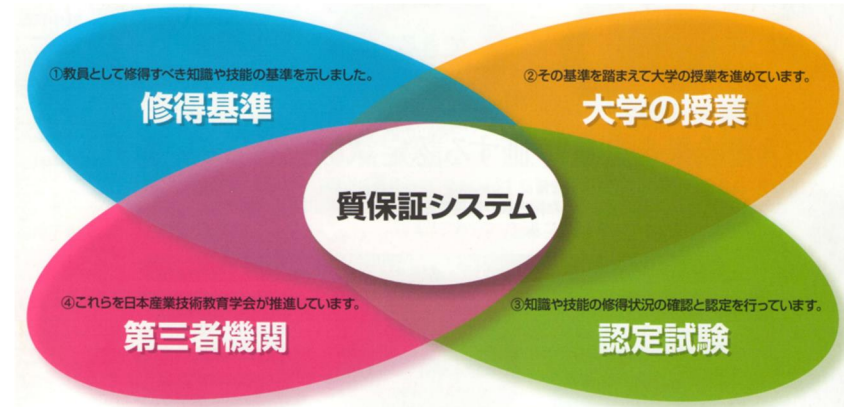 ①教員として修得すべき知識や技能の基準を示しました。
修得基準
②その基準を踏まえて大学の授業を進めています。
大学の授業
質保証システム
④これらを日本産業技術教育学会が推進しています。
第三者機関
③知識や技能の修得状況の確認と認定を行っています。
認定試験